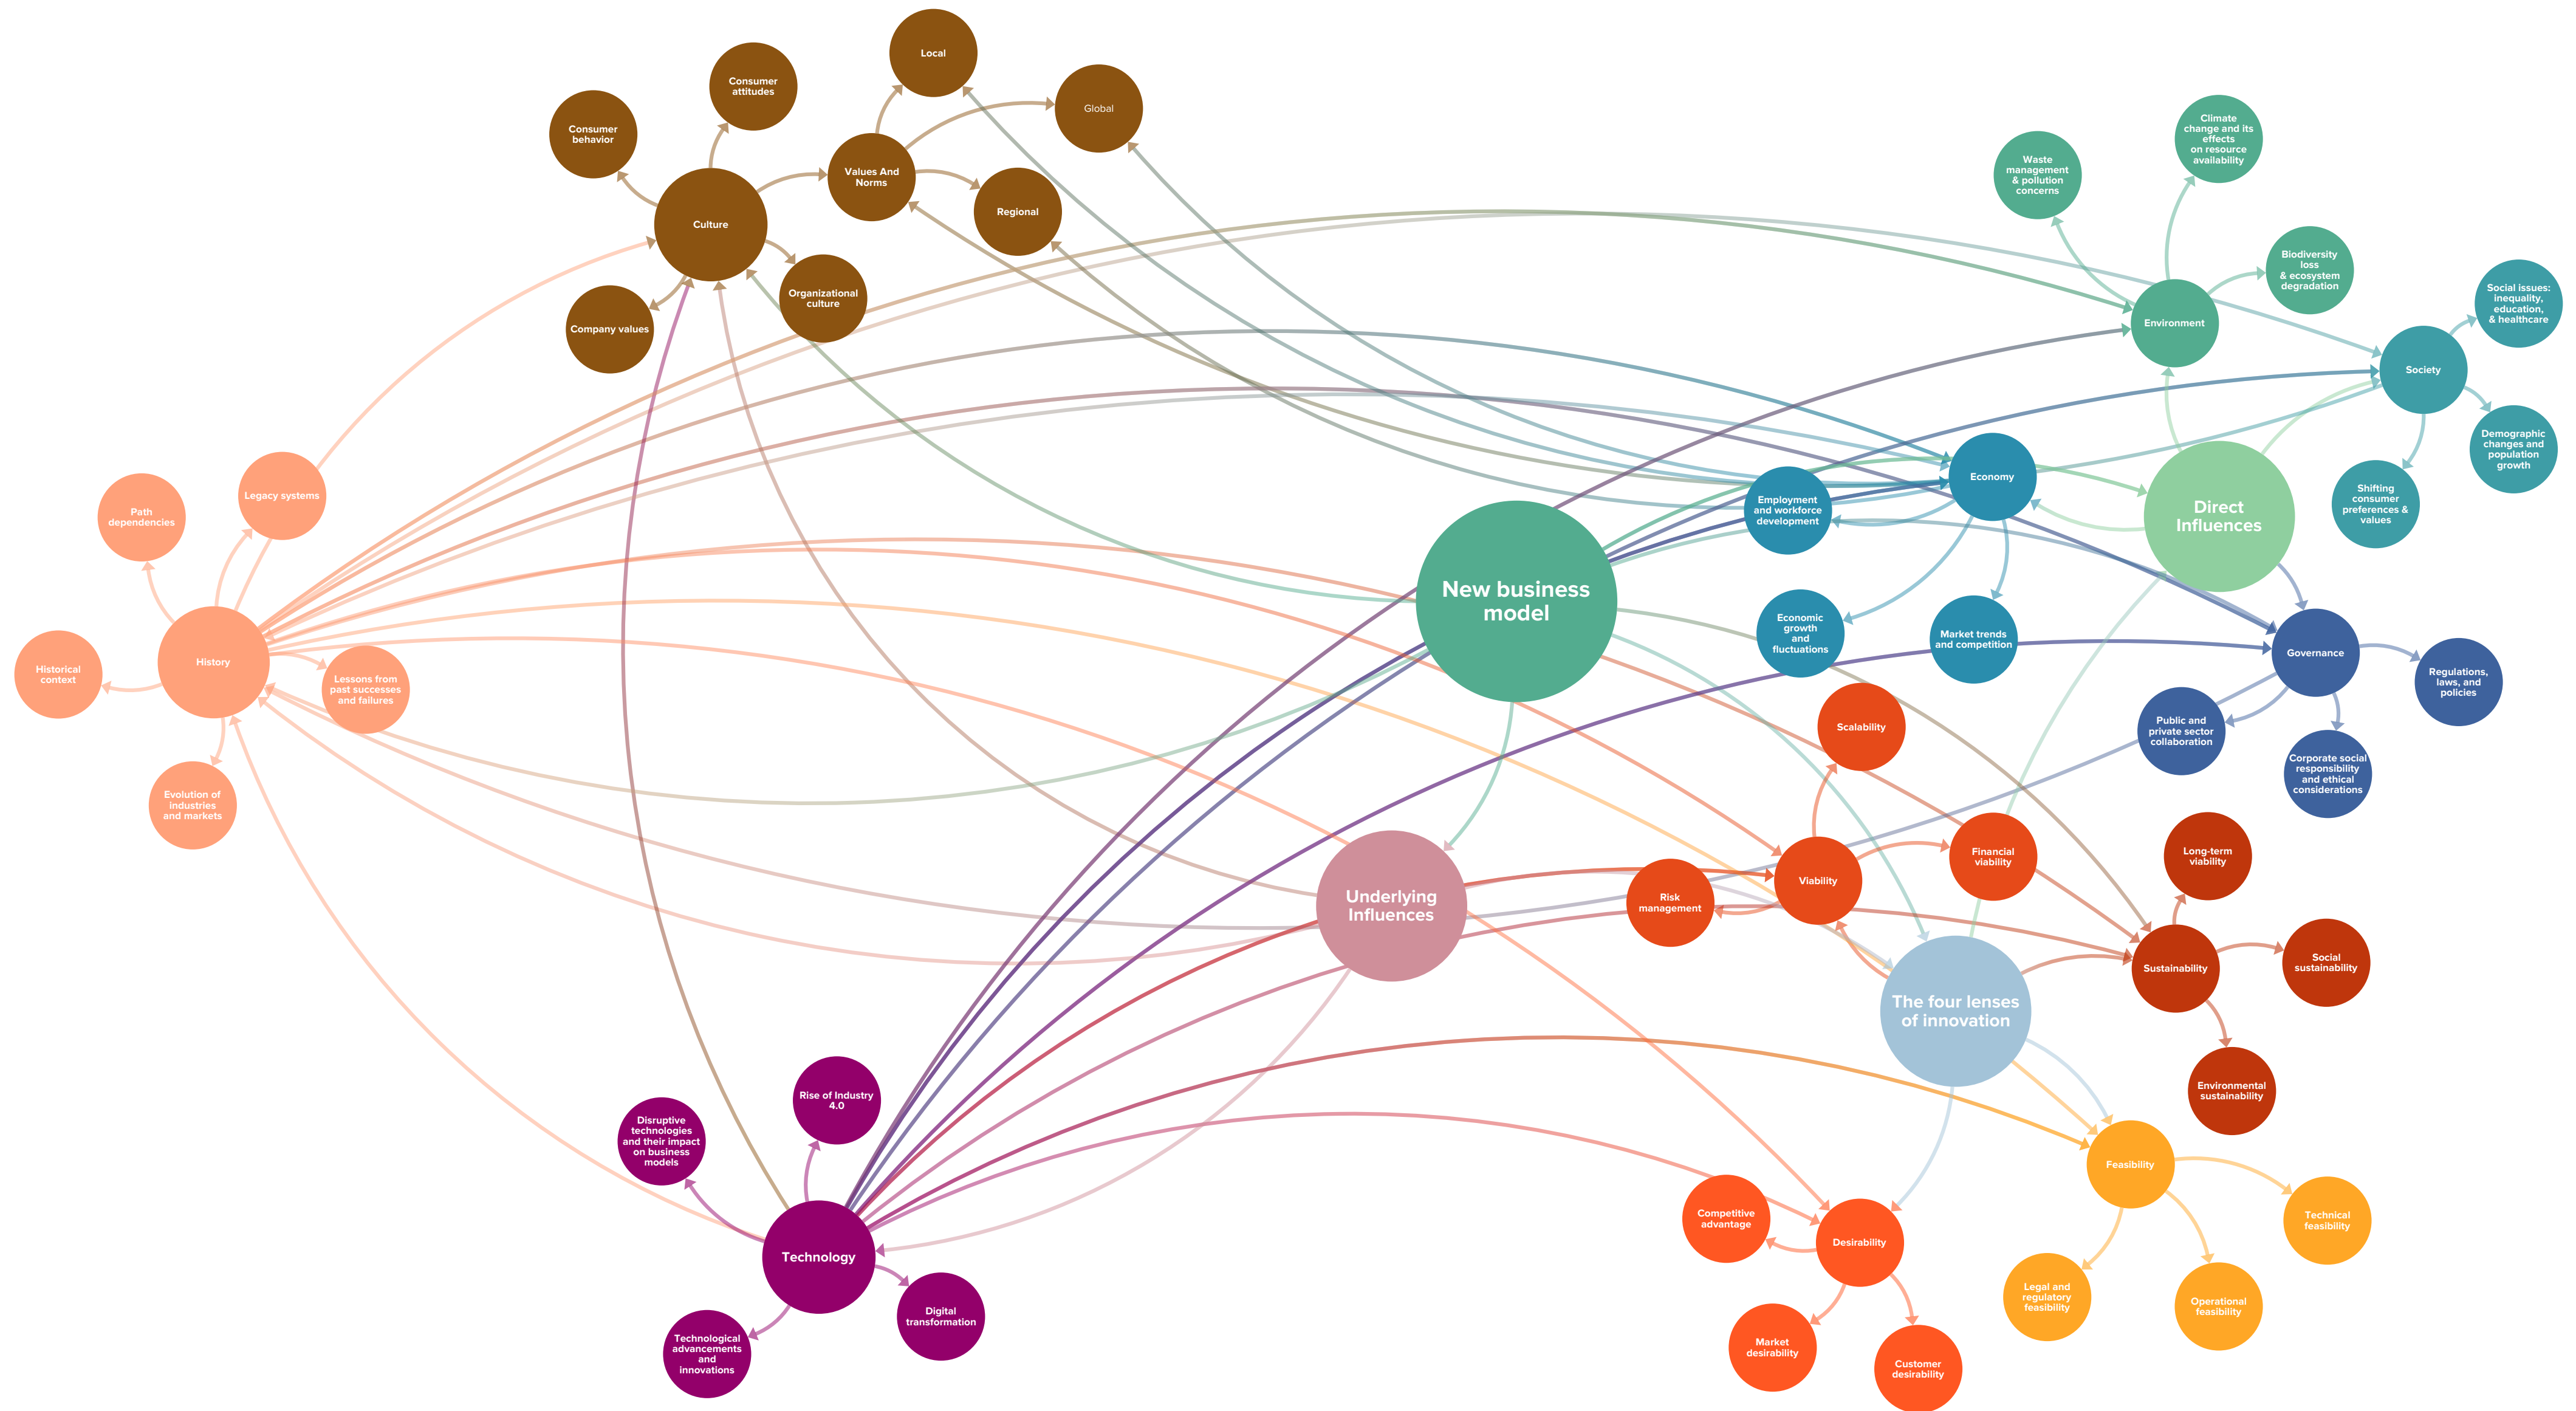 Local
Global
Consumer
attitudes
Consumer
behavior
Values And
Norms
Regional
Culture
Organizational
culture
Company values
Climate
change and its
effects
on resource
availability
Waste
management
& pollution
concerns
Biodiversity
loss
& ecosystem
degradation
Environment
Social issues:
inequality,
education,
& healthcare
Society
Demographic
changes and
population
growth
Shifting
consumer
preferences &
values
Economy
Employment
and workforce
development
Direct
Influences
Economic
growth
and
fluctuations
Market trends
and competition
New business
model
Legacy systems
Path
dependencies
History
Historical
context
Lessons from
past successes
and failures
Evolution of
industries
and markets
Governance
Regulations,
laws, and
policies
Public and
private sector
collaboration
Corporate social
responsibility
and ethical
considerations
Scalability
Financial
viability
Viability
Risk
management
Underlying
Influences
Long-term
viability
Social
sustainability
Sustainability
Environmental
sustainability
The four lenses
of innovation
Rise of Industry
4.0
Disruptive
technologies
and their impact
on business
models
Technology
Digital
transformation
Technological
advancements
and
innovations
Feasibility
Technical
feasibility
Legal and
regulatory
feasibility
Operational
feasibility
Competitive
advantage
Desirability
Market
desirability
Customer
desirability